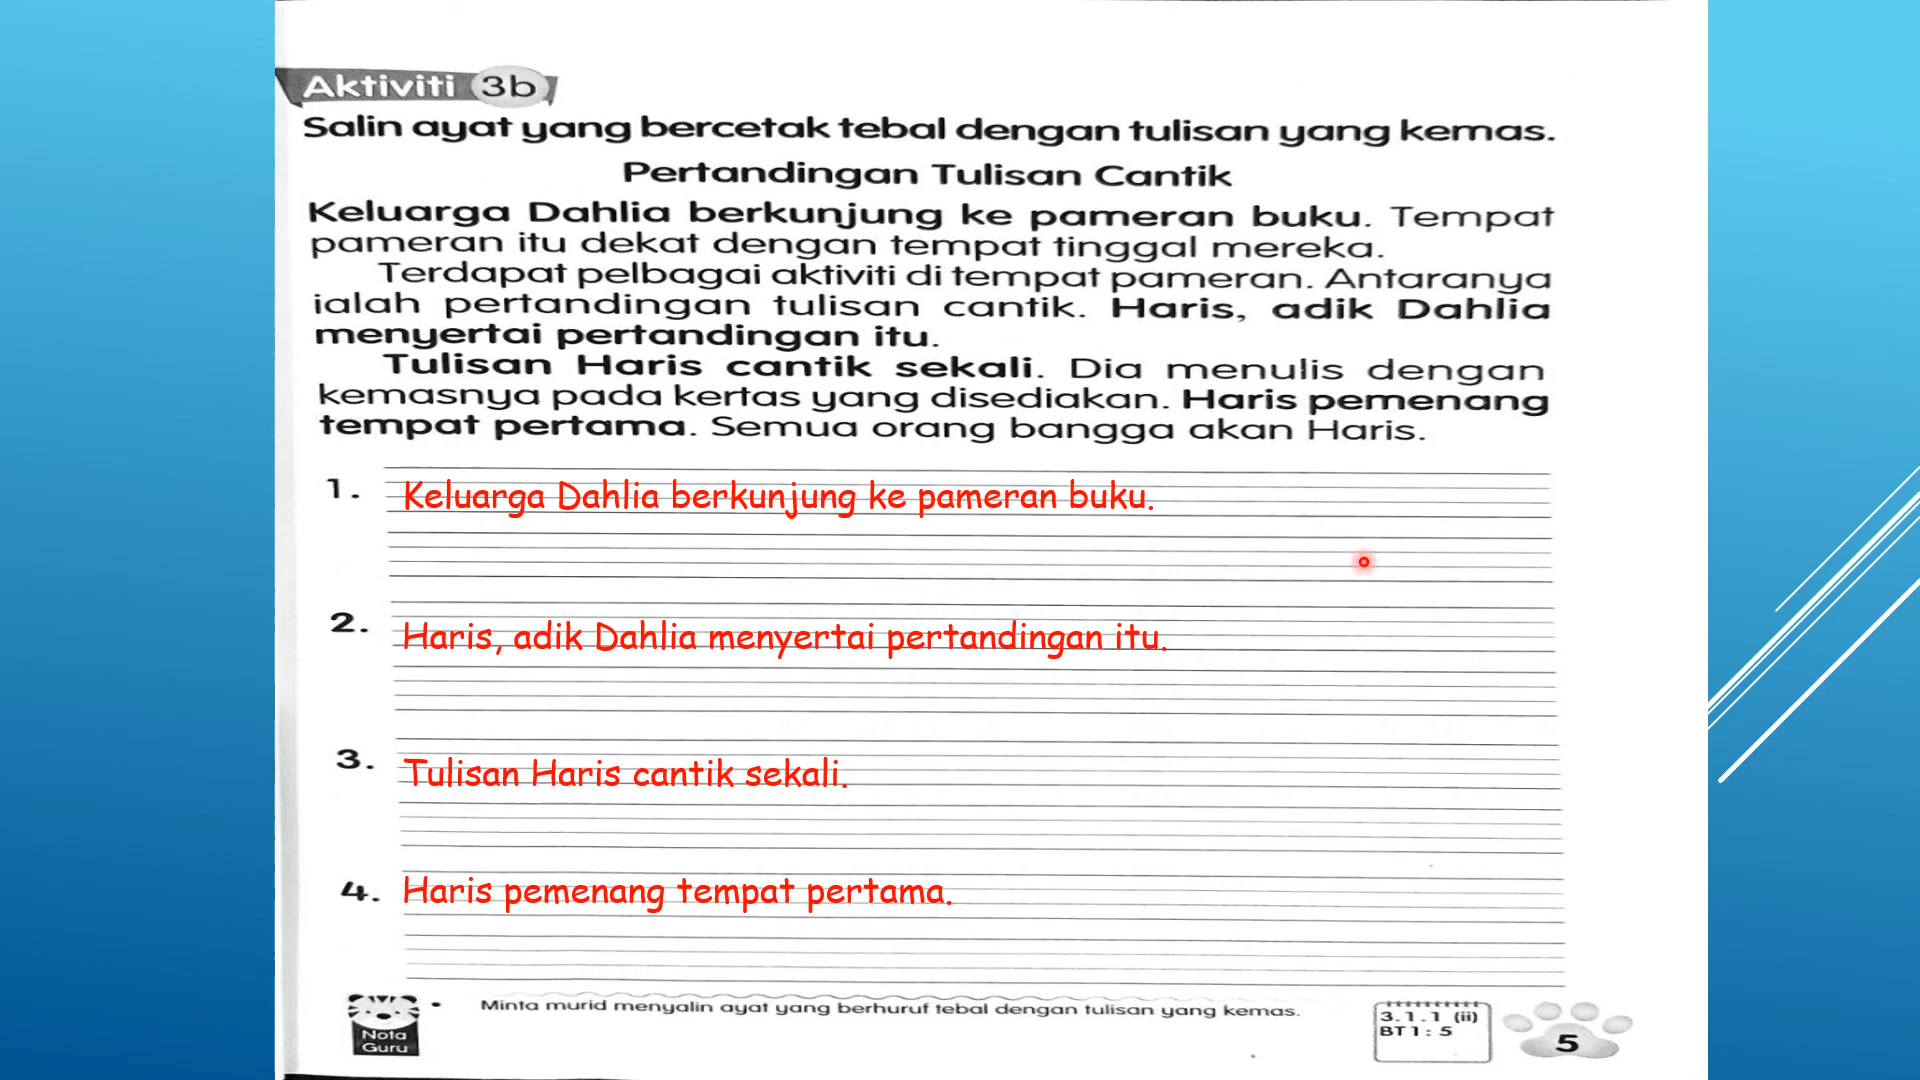 Aktiviti 3b
Salin ayat yang bercetak tebal dengan tulisan yang kemas.
Pertandingan Tulisan Cantik
Keluarga Dahlia berkunjung ke pameran buku. Tempat
pameran itu dekat dengan tempat tinggal mereka.
Terdapat pelbagai aktiviti di tempat pameran. Antaranya
ialah pertandingan tulisan cantik. Haris, adik Dahlia
menyertai pertandingan itu.
Tulisan Haris cantik sekali. Dia menulis dengan
kemasnya pada kertas yang disediakan. Haris pemenang
tempat pertama. Semua orang bangga akan Haris.
1. Keluarga Dahlia berkunjung ke pameran buku.
2. Haris, adik Dahlia menyertai pertandingan itu.
3. Tulisan Haris cantik sekali.
4. Haris pemenang tempat pertama.
Nota
Guru
• Minta murid menyalin ayat yang berhuruf tebal dengan tulisan yang kemas.
3.1.1 (ii)
BT1: 5
5